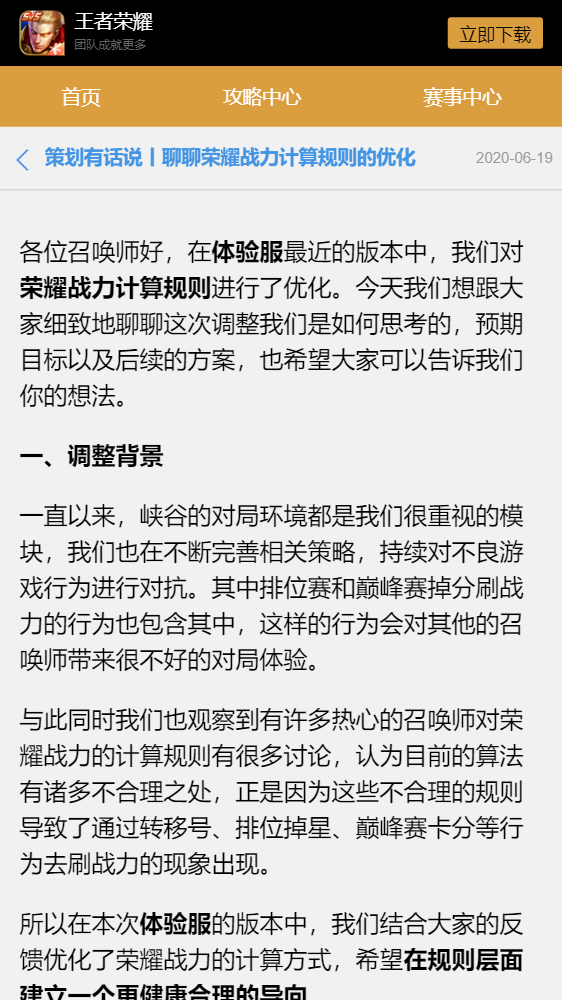 5V5
王者荣耀
团队成就更多
立即下载
首页
攻略中心
赛事中心
策划有话说丨聊聊荣耀战力计算规则的优化
2020-06-19
各位召唤师好，在体验服最近的版本中，我们对
荣耀战力计算规则进行了优化。今天我们想跟大
家细致地聊聊这次调整我们是如何思考的，预期
目标以及后续的方案，也希望大家可以告诉我们
你的想法。
一、调整背景
一直以来，峡谷的对局环境都是我们很重视的模
块，我们也在不断完善相关策略，持续对不良游
戏行为进行对抗。其中排位赛和巅峰赛掉分刷战
力的行为也包含其中，这样的行为会对其他的召
唤师带来很不好的对局体验。
与此同时我们也观察到有许多热心的召唤师对荣
耀战力的计算规则有很多讨论，认为目前的算法
有诸多不合理之处，正是因为这些不合理的规则
导致了通过转移号、排位掉星、巅峰赛卡分等行
为去刷战力的现象出现。
所以在本次体验服的版本中，我们结合大家的反
馈优化了荣耀战力的计算方式，希望在规则层面
建立一个更健康合理的导向